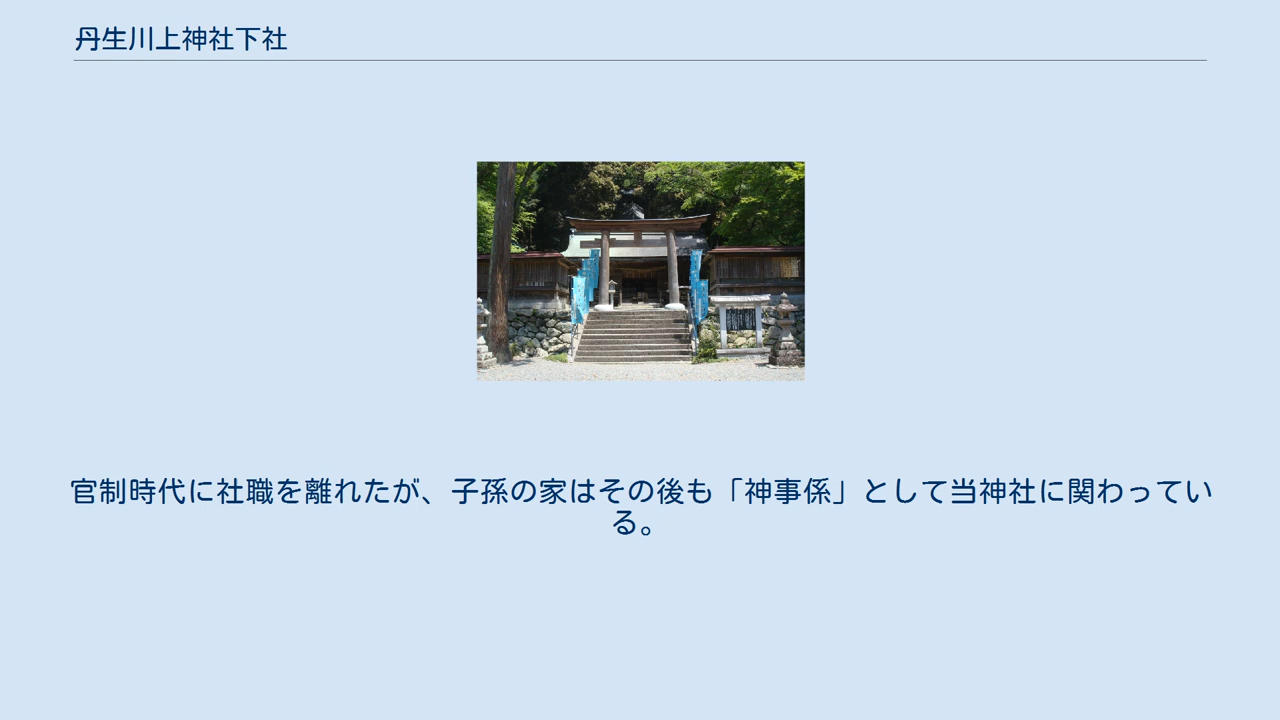 丹生川上神社下社
官制時代に社職を離れたが、子孫の家はその後も「神事係」として当神社に関わってい
る。